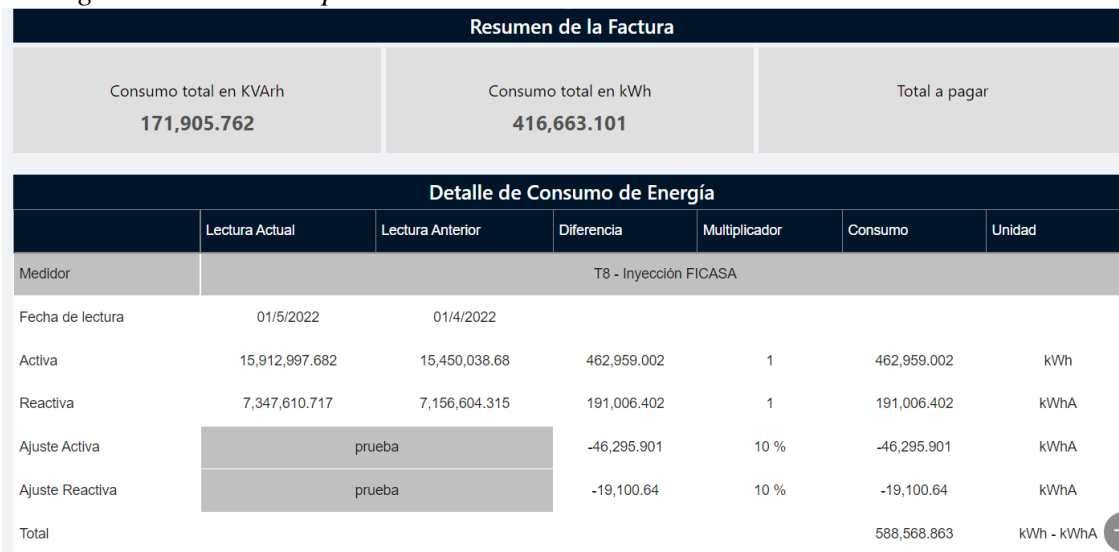 Resumen de la Factura
Consumo total en KVArh Consumo total en kWh Total a pagar
171,905.762 416,663.101
Detalle de Consumo de Energía
Lectura Actual Lectura Anterior Diferencia Multiplicador Consumo Unidad
Medidor T8 - Inyección FICASA
Fecha de lectura 01/5/2022 01/4/2022
Activa 15,912,997.682 15,450,038.68 462,959.002 1 462,959.002 kWh
Reactiva 7,347,610.717 7,156,604.315 191,006.402 1 191,006.402 kWhA
Ajuste Activa prueba -46,295.901 10 % -46,295.901 kWhA
Ajuste Reactiva prueba -19,100.64 10 % -19,100.64 kWhA
Total 588,568.863 kWh - kWhA